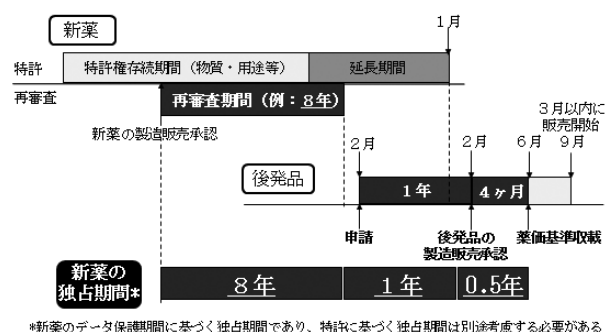 新薬
1月
特許
特許権存続期間（物質・用途等）
延長期間
再審査
再審査期間（例：8年）
3月以内に
販売開始
新薬の製造販売承認
2月
2月
6月
9月
後発品
1年
4ヶ月
申請
後発品の
製造販売承認
薬価基準収載
新薬の
独占期間*
8年
1年
0.5年
*新薬のデータ保護期間に基づく独占期間であり、特許に基づく独占期間は別途考慮する必要がある